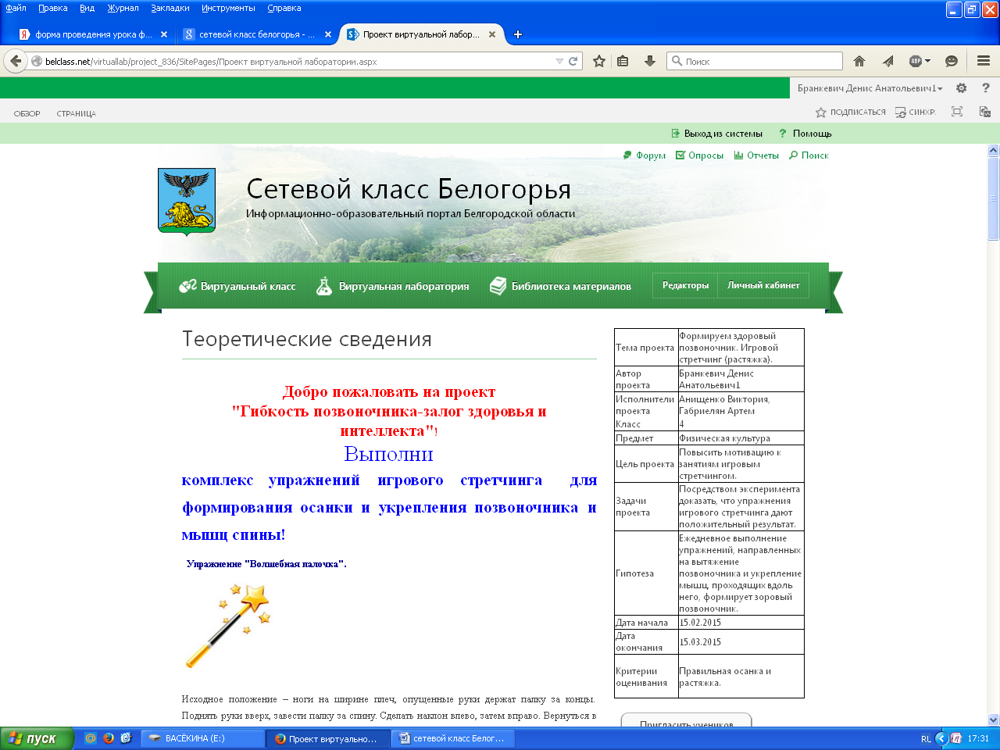 Файл Правка Вид Журнал Закладки Инструменты Справка
форма проведения урока ф...
сетевой класс белогорья - ...
Проект виртуальной лабор...
belclass.net/virtuallab/project_836/SitePages/Проект виртуальной лаборатории.aspx
Поиск
ABP
Бранкевич Денис Анатольевич1
?
ОБЗОР СТРАНИЦА
ПОДПИСАТЬСЯ СИНХР.
Выход из системы ? Помощь
Форум Опросы Отчеты Поиск
Сетевой класс Белогорья
Информационно-образовательный портал Белгородской области
Виртуальный класс Виртуальная лаборатория Библиотека материалов Редакторы Личный кабинет
Теоретические сведения
Добро пожаловать на проект
"Гибкость позвоночника-залог здоровья и
интеллекта"!
Выполни
комплекс упражнений игрового стретчинга для
формирования осанки и укрепления позвоночника и
мышц спины!
Упражнение "Волшебная палочка".
Исходное положение – ноги на ширине плеч, опущенные руки держат палку за концы.
Поднять руки вверх, завести палку за спину. Сделать наклон влево, затем вправо. Вернуться в
Тема проекта
Формируем здоровый
позвоночник. Игровой
стретчинг (растяжка).
Автор
проекта
Бранкевич Денис
Анатольевич1
Исполнители
проекта
Анищенко Виктория,
Габриелян Артем
Класс
4
Предмет
Физическая культура
Цель проекта
Повысить мотивацию к
занятиям игровым
стретчингом.
Задачи
проекта
Посредством эксперимента
доказать, что упражнения
игрового стретчинга дают
положительный результат.
Гипотеза
Ежедневное выполнение
упражнений, направленных
на вытяжение
позвоночника и укрепление
мышц, проходящих вдоль
него, формирует зоровый
позвоночник.
Дата начала
15.02.2015
Дата
окончания
15.03.2015
Критерии
оценивания
Правильная осанка и
растяжка.
Пригласить учеников
пуск
ВАСЁКИНА (E:)
Проект виртуально...
сетевой класс Белог...
RL
17:31